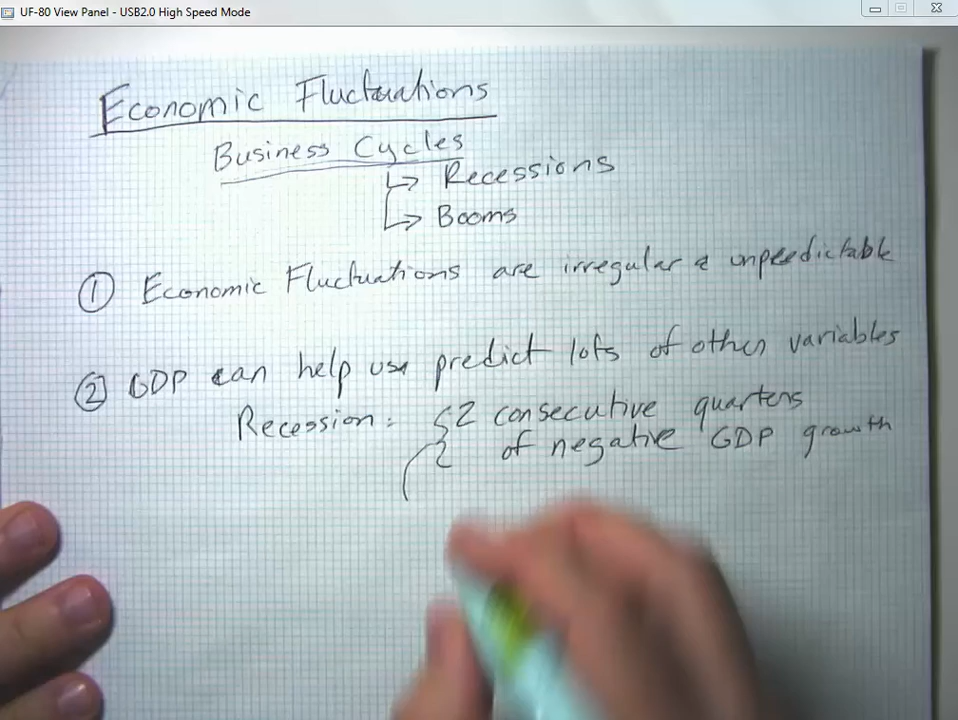 UF-80 View Panel - USB2.0 High Speed Mode
Economic Fluctuations
Business Cycles
Recessions
Booms
① Economic Fluctuations are irregular & unpredictable
② GDP can help us predict lots of other variables
Recession: 2 consecutive quarters
of negative GDP growth